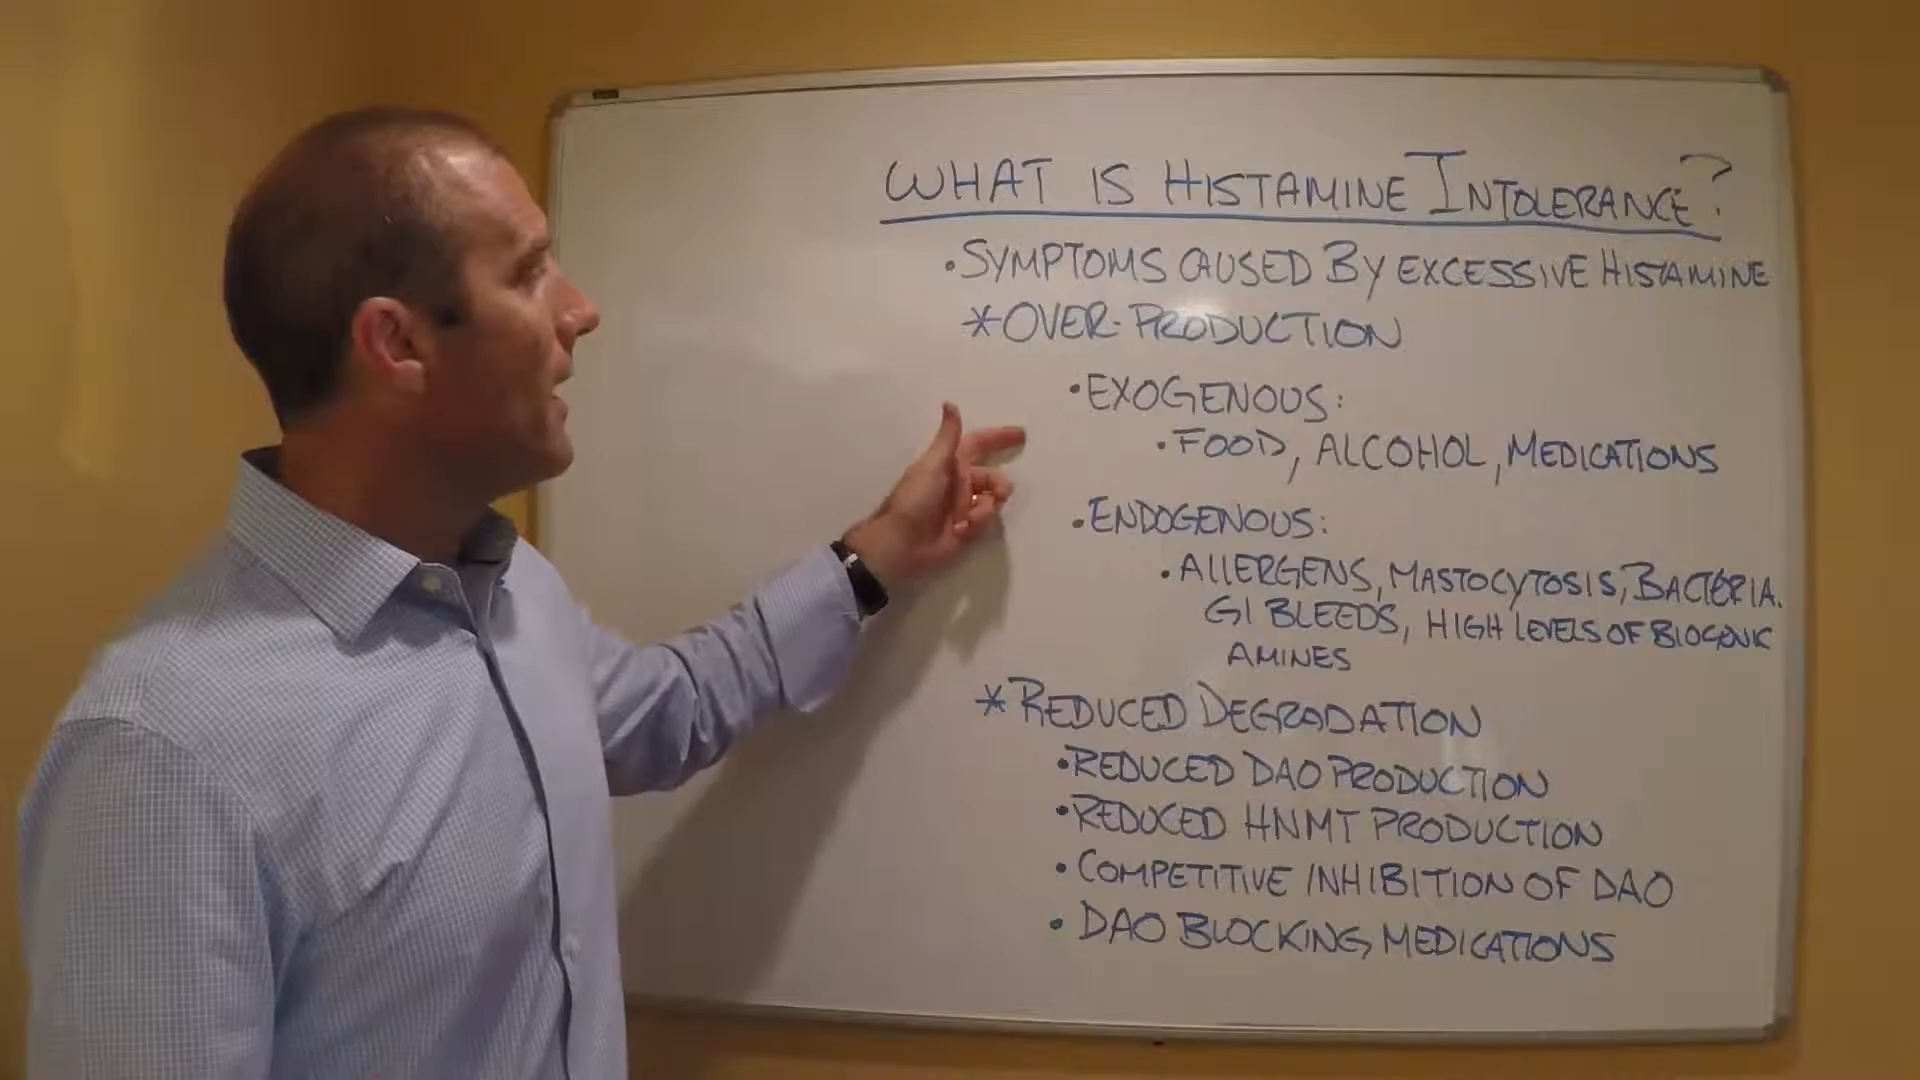 WHAT IS HISTAMINE INTOLERANCE?
• SYMPTOMS CAUSED BY EXCESSIVE HISTAMINE
* OVER-PRODUCTION
• EXOGENOUS:
• FOOD, ALCOHOL, MEDICATIONS
• ENDOGENOUS:
• ALLERGENS, MASTOCYTOSIS, BACTERIA.
GI BLEEDS, HIGH LEVELS OF BIOGENIC
AMINES
* REDUCED DEGRADATION
• REDUCED DAO PRODUCTION
• REDUCED HNMT PRODUCTION
• COMPETITIVE INHIBITION OF DAO
• DAO BLOCKING MEDICATIONS